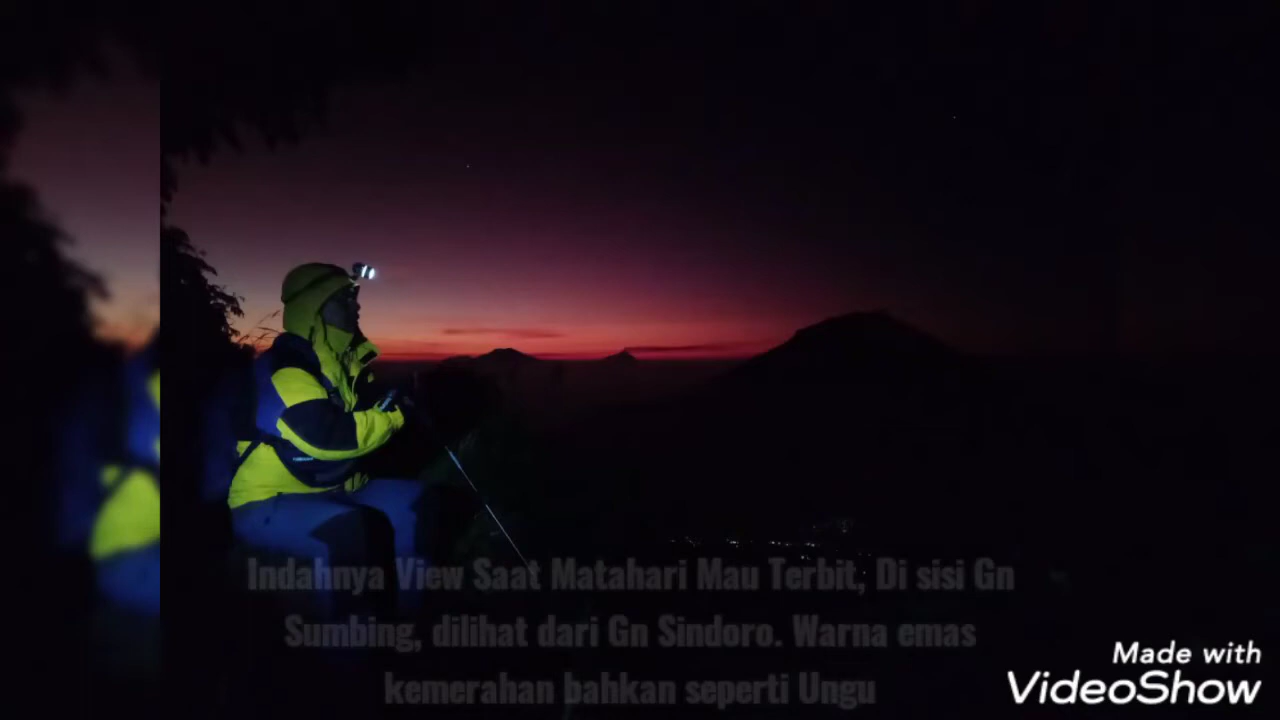 Indahnya View Saat Matahari Mau Terbit, Di sisi Gn
Sumbing, dilihat dari Gn Sindoro. Warna emas
kemerahan bahkan seperti Ungu
Made with
VideoShow